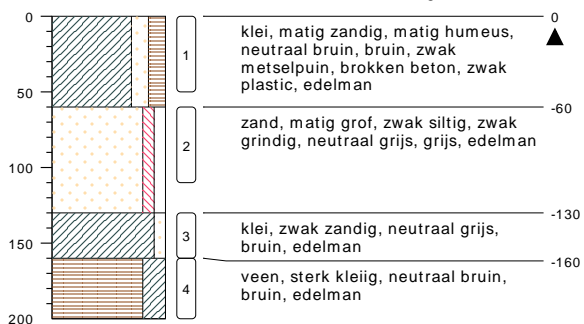 0
50
100
150
200
1
2
3
4
klei, matig zandig, matig humeus,
neutraal bruin, bruin, zwak
metselpuin, brokken beton, zwak
plastic, edelman
0
-60
zand, matig grof, zwak siltig, zwak
grindig, neutraal grijs, grijs, edelman
-130
klei, zwak zandig, neutraal grijs,
bruin, edelman
-160
veen, sterk kleiig, neutraal bruin,
bruin, edelman